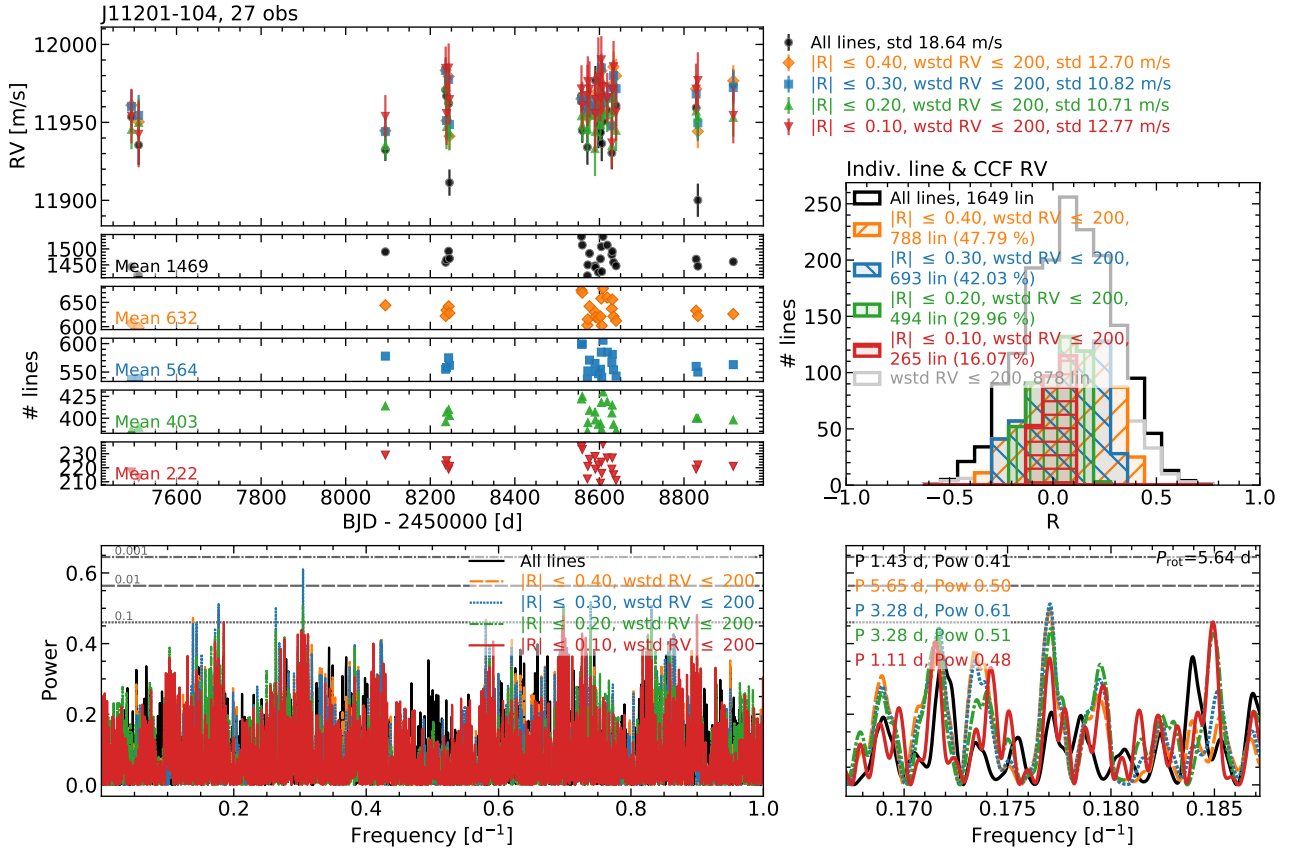 J11201-104, 27 obs
12000
11950
11900
RV [m/s]
All lines, std 18.64 m/s
|R| ≤ 0.40, wstd RV ≤ 200, std 12.70 m/s
|R| ≤ 0.30, wstd RV ≤ 200, std 10.82 m/s
|R| ≤ 0.20, wstd RV ≤ 200, std 10.71 m/s
|R| ≤ 0.10, wstd RV ≤ 200, std 12.77 m/s
1500
1450
Mean 1469
650
600
Mean 632
600
550
Mean 564
425
400
Mean 403
230
220
210
Mean 222
# lines
7600 7800 8000 8200 8400 8600 8800
BJD - 2450000 [d]
Indiv. line & CCF RV
250
200
150
100
50
0
# lines
All lines, 1649 lin
|R| ≤ 0.40, wstd RV ≤ 200,
788 lin (47.79 %)
|R| ≤ 0.30, wstd RV ≤ 200,
693 lin (42.03 %)
|R| ≤ 0.20, wstd RV ≤ 200,
494 lin (29.96 %)
|R| ≤ 0.10, wstd RV ≤ 200,
265 lin (16.07 %)
wstd RV ≤ 200, 878 lin
−1.0 −0.5 0.0 0.5 1.0
R
0.6
0.4
0.2
0.0
Power
0.001
0.01
0.1
All lines
|R| ≤ 0.40, wstd RV ≤ 200
|R| ≤ 0.30, wstd RV ≤ 200
|R| ≤ 0.20, wstd RV ≤ 200
|R| ≤ 0.10, wstd RV ≤ 200
0.2 0.4 0.6 0.8 1.0
Frequency [d⁻¹]
P 1.43 d, Pow 0.41
P 5.65 d, Pow 0.50
P 3.28 d, Pow 0.61
P 3.28 d, Pow 0.51
P 1.11 d, Pow 0.48
P_rot=5.64 d
0.170 0.175 0.180 0.185
Frequency [d⁻¹]